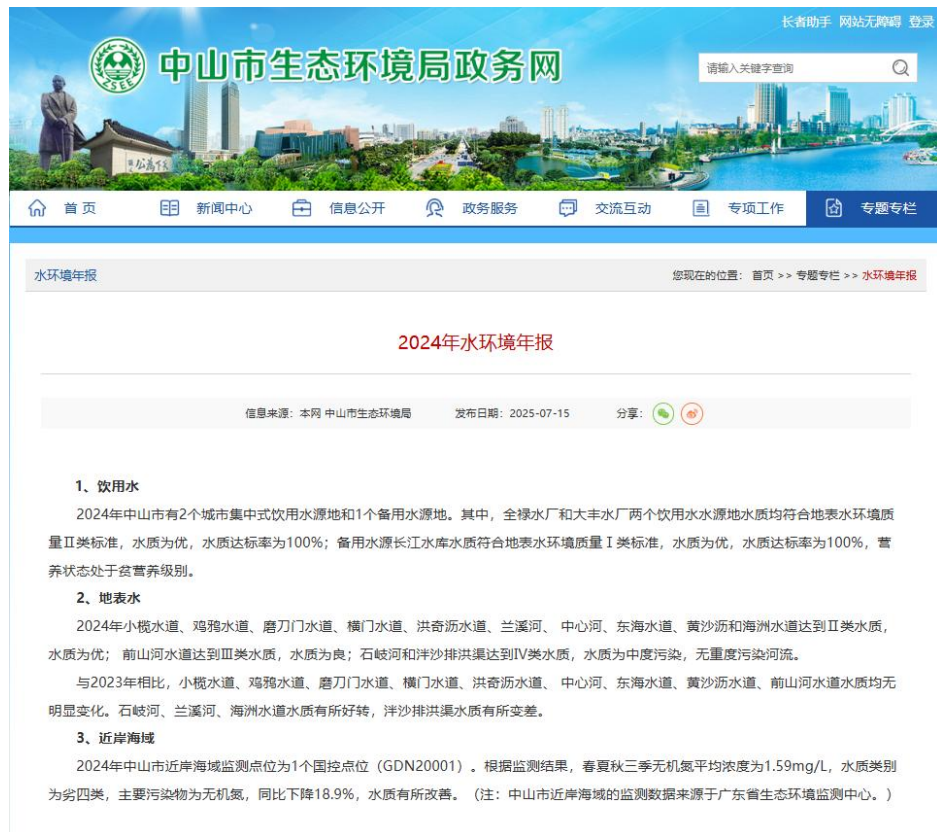 长者助手 网站无障碍 登录
中山市生态环境局政务网
请输入关键字查询
ZSEE
天下为公
首 页 新闻中心 信息公开 政务服务 交流互动 专项工作 专题专栏
水环境年报 您现在的位置： 首页 >> 专题专栏 >> 水环境年报
2024年水环境年报
信息来源：本网 中山市生态环境局 发布日期：2025-07-15 分享：
1、饮用水
2024年中山市有2个城市集中式饮用水源地和1个备用水源地。其中，全禄水厂和大丰水厂两个饮用水水源地水质均符合地表水环境质
量Ⅱ类标准，水质为优，水质达标率为100%；备用水源长江水库水质符合地表水环境质量Ⅰ类标准，水质为优，水质达标率为100%，营
养状态处于贫营养级别。
2、地表水
2024年小榄水道、鸡鸦水道、磨刀门水道、横门水道、洪奇沥水道、兰溪河、 中心河、东海水道、黄沙沥和海洲水道达到Ⅱ类水质，
水质为优； 前山河水道达到Ⅲ类水质，水质为良；石岐河和泮沙排洪渠达到Ⅳ类水质，水质为中度污染，无重度污染河流。
与2023年相比，小榄水道、鸡鸦水道、磨刀门水道、横门水道、洪奇沥水道、 中心河、东海水道、黄沙沥水道、前山河水道水质均无
明显变化。石岐河、兰溪河、海洲水道水质有所好转，泮沙排洪渠水质有所变差。
3、近岸海域
2024年中山市近岸海域监测点位为1个国控点位（GDN20001）。根据监测结果，春夏秋三季无机氮平均浓度为1.59mg/L，水质类别
为劣四类，主要污染物为无机氮，同比下降18.9%，水质有所改善。（注：中山市近岸海域的监测数据来源于广东省生态环境监测中心。）